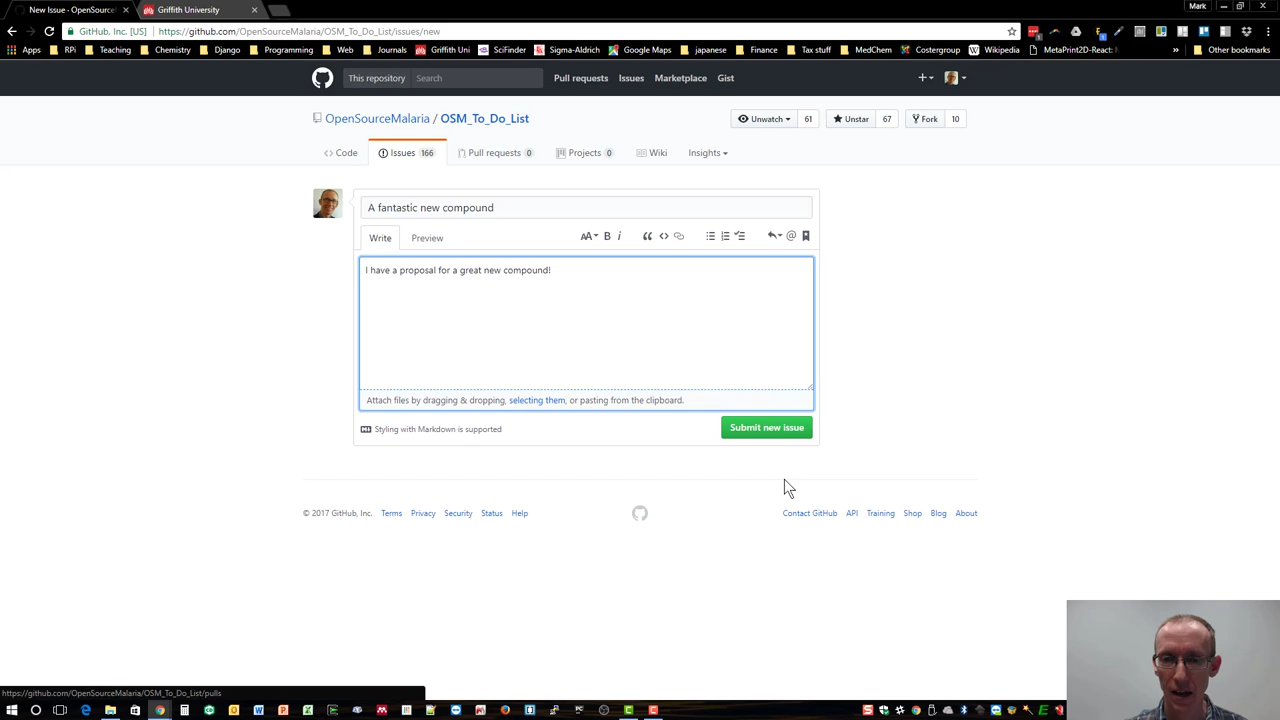 New Issue · OpenSource
Griffith University
Mark
GitHub, Inc. [US]
https://github.com/OpenSourceMalaria/OSM_To_Do_List/issues/new
Apps
RPi
Teaching
Chemistry
Django
Programming
Web
Journals
Griffith Uni
SciFinder
Sigma-Aldrich
Google Maps
japanese
Finance
Tax stuff
MedChem
Costergroup
Wikipedia
MetaPrint2D-React:
Other bookmarks
This repository
Search
Pull requests
Issues
Marketplace
Gist
OpenSourceMalaria / OSM_To_Do_List
Unwatch 61
Unstar 67
Fork 10
Code
Issues 166
Pull requests 0
Projects 0
Wiki
Insights
A fantastic new compound
Write
Preview
AA B i
I have a proposal for a great new compound!
Attach files by dragging & dropping, selecting them, or pasting from the clipboard.
Styling with Markdown is supported
Submit new issue
© 2017 GitHub, Inc.
Terms
Privacy
Security
Status
Help
Contact GitHub
API
Training
Shop
Blog
About
https://github.com/OpenSourceMalaria/OSM_To_Do_List/pulls